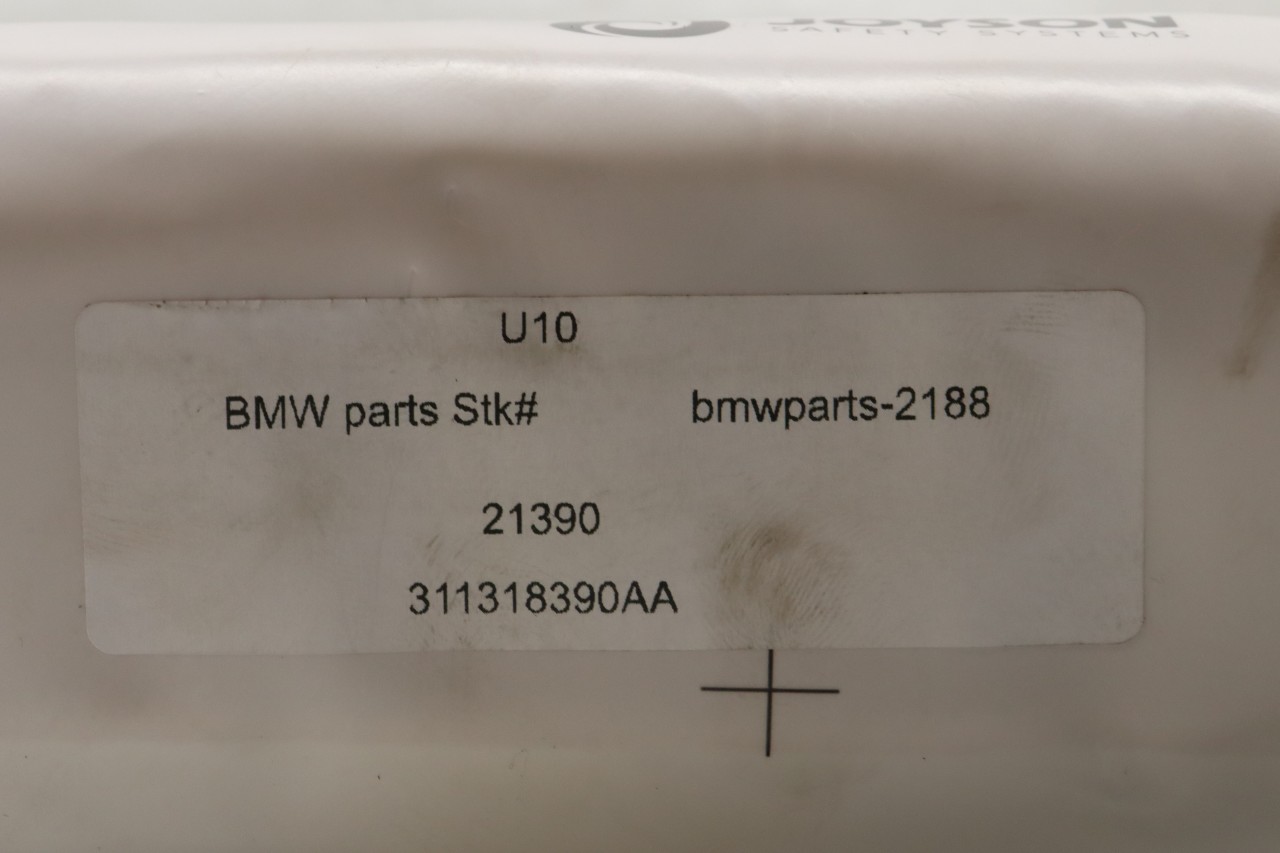 JOYSON
SAFETY SYSTEMS
U10
BMW parts Stk# bmwparts-2188
21390
311318390AA